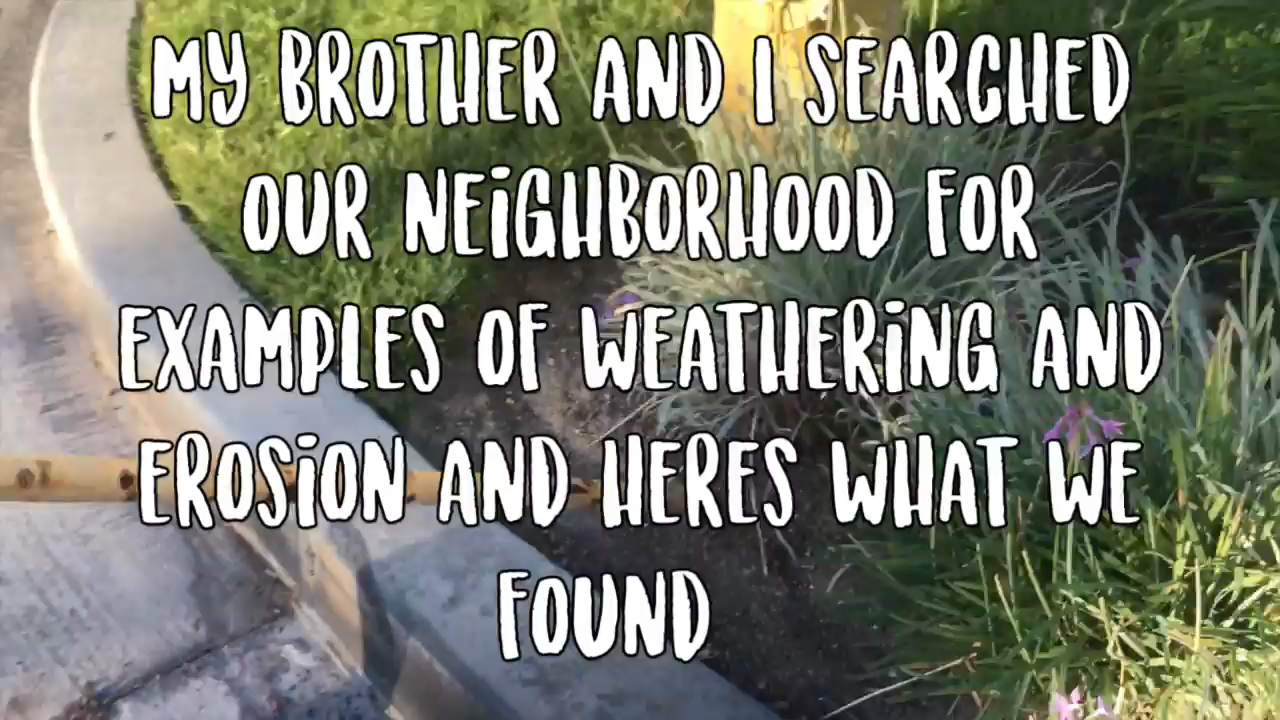 MY BROTHER AND I SEARCHED
OUR NEIGHBORHOOD FOR
EXAMPLES OF WEATHERING AND
EROSION AND HERES WHAT WE
FOUND